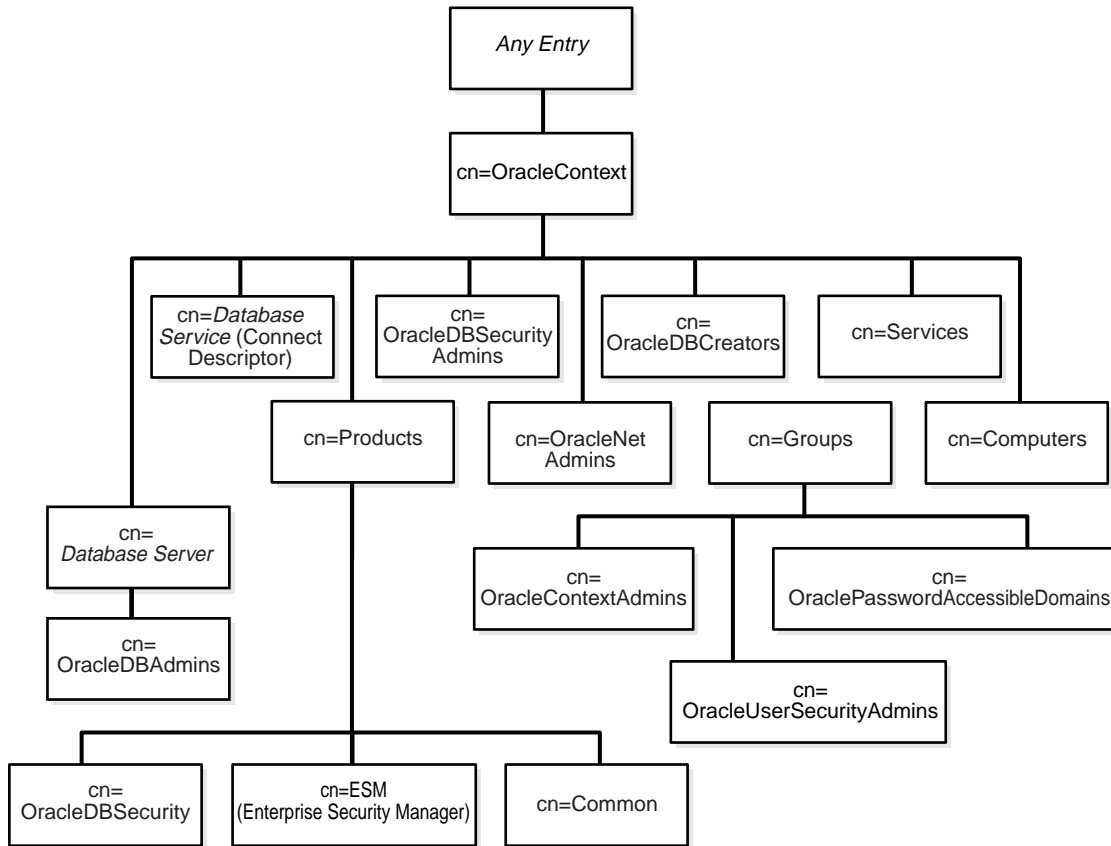 Any Entry
cn=OracleContext
cn=Database
Service (Connect
Descriptor)
cn=
OracleDBSecurity
Admins
cn=
OracleDBCreators
cn=Services
cn=Products
cn=OracleNet
Admins
cn=Groups
cn=Computers
cn=
Database Server
cn=
OracleContextAdmins
cn=
OraclePasswordAccessibleDomains
cn=
OracleDBAdmins
cn=
OracleUserSecurityAdmins
cn=
OracleDBSecurity
cn=ESM
(Enterprise Security Manager)
cn=Common